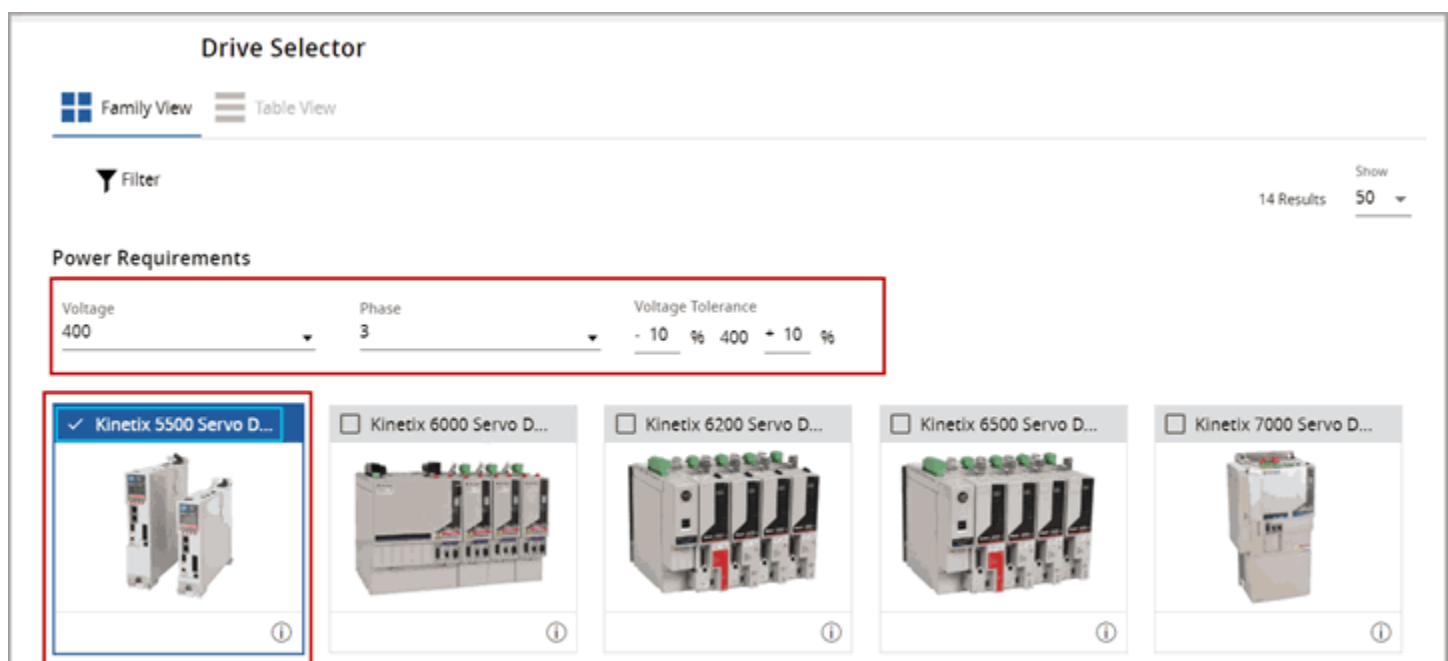 Drive Selector
Family View Table View
Filter
Show
14 Results 50
Power Requirements
Voltage Phase Voltage Tolerance
400 3 - 10 % 400 + 10 %
Kinetix 5500 Servo D... Kinetix 6000 Servo D... Kinetix 6200 Servo D... Kinetix 6500 Servo D... Kinetix 7000 Servo D...